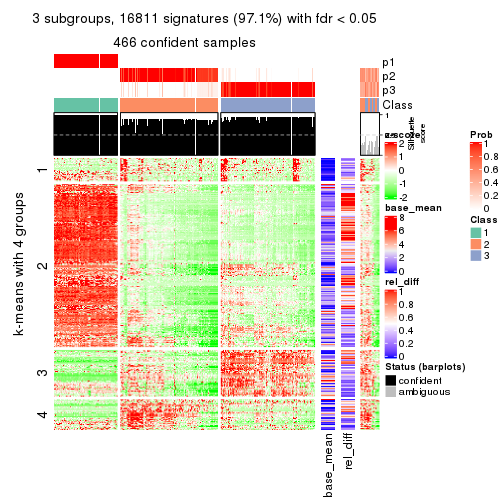 3 subgroups, 16811 signatures (97.1%) with fdr < 0.05
466 confident samples
p1
p2
p3
Class
1
Silhouette
score
z-score
2
1
0
-1
-2
Prob
1
0.8
0.6
0.4
0.2
0
base_mean
8
6
4
2
0
Class
1
2
3
rel_diff
1
0.8
0.6
0.4
0.2
0
Status (barplots)
confident
ambiguous
k-means with 4 groups
1
2
3
4
base_mean
rel_diff